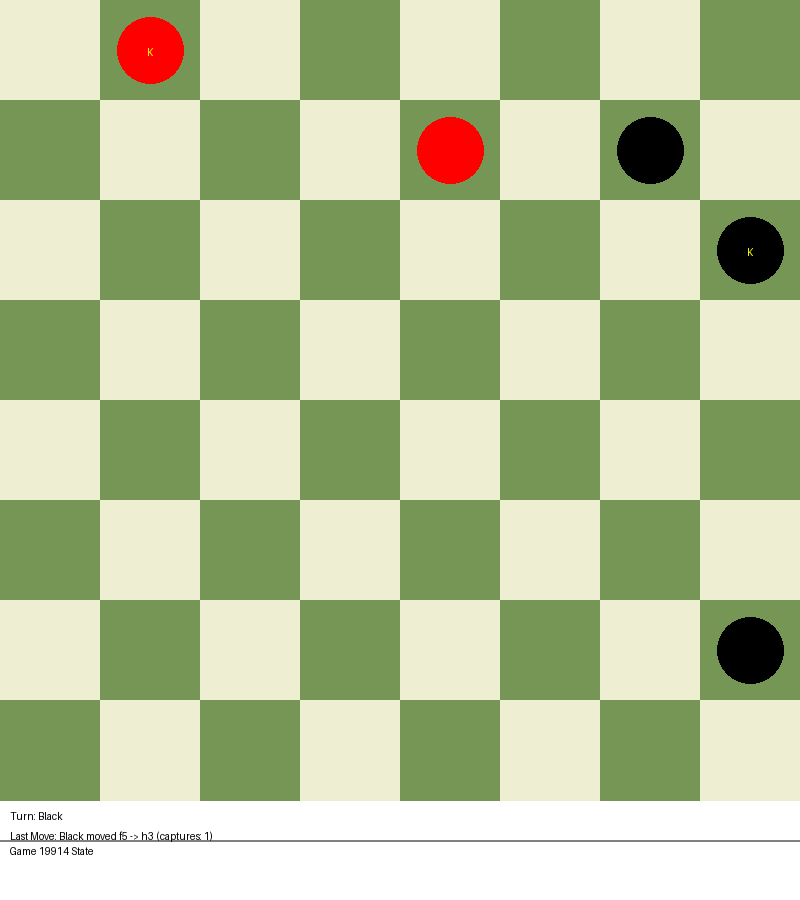 K
K
Turn: Black
Last Move: Black moved f5 -> h3 (captures: 1)
Game 19914 State